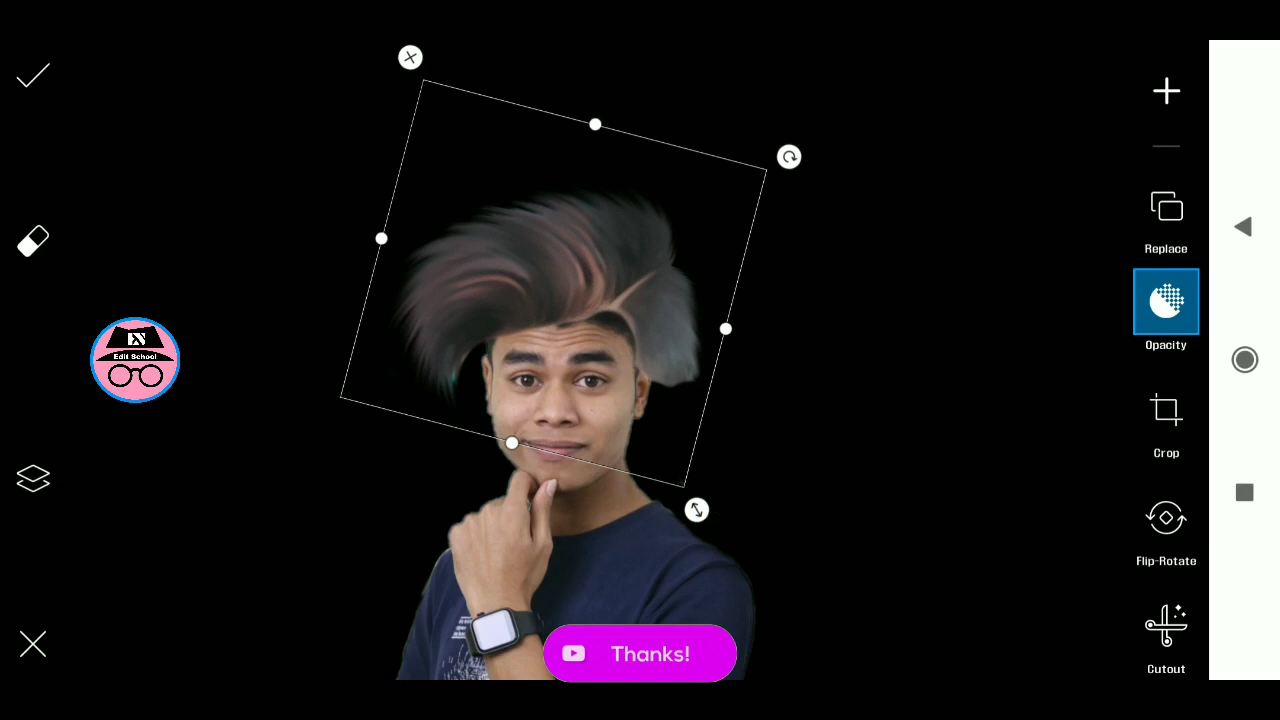 Edit School
Replace
Opacity
Crop
Flip-Rotate
Cutout
Thanks!